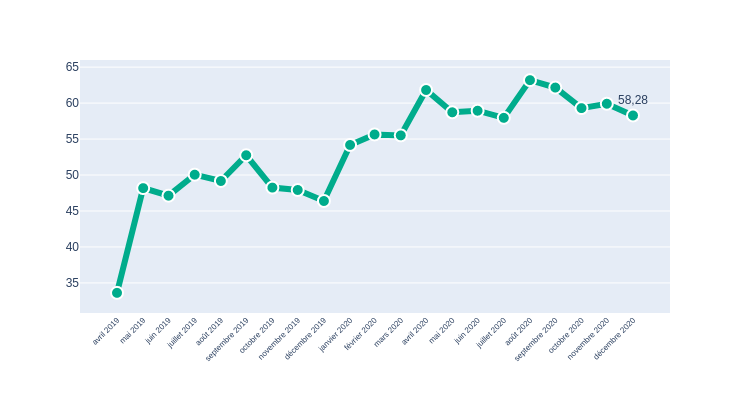 65
60
55
50
45
40
35
58,28
avril 2019
mai 2019
juin 2019
juillet 2019
août 2019
septembre 2019
octobre 2019
novembre 2019
décembre 2019
janvier 2020
février 2020
mars 2020
avril 2020
mai 2020
juin 2020
juillet 2020
août 2020
septembre 2020
octobre 2020
novembre 2020
décembre 2020